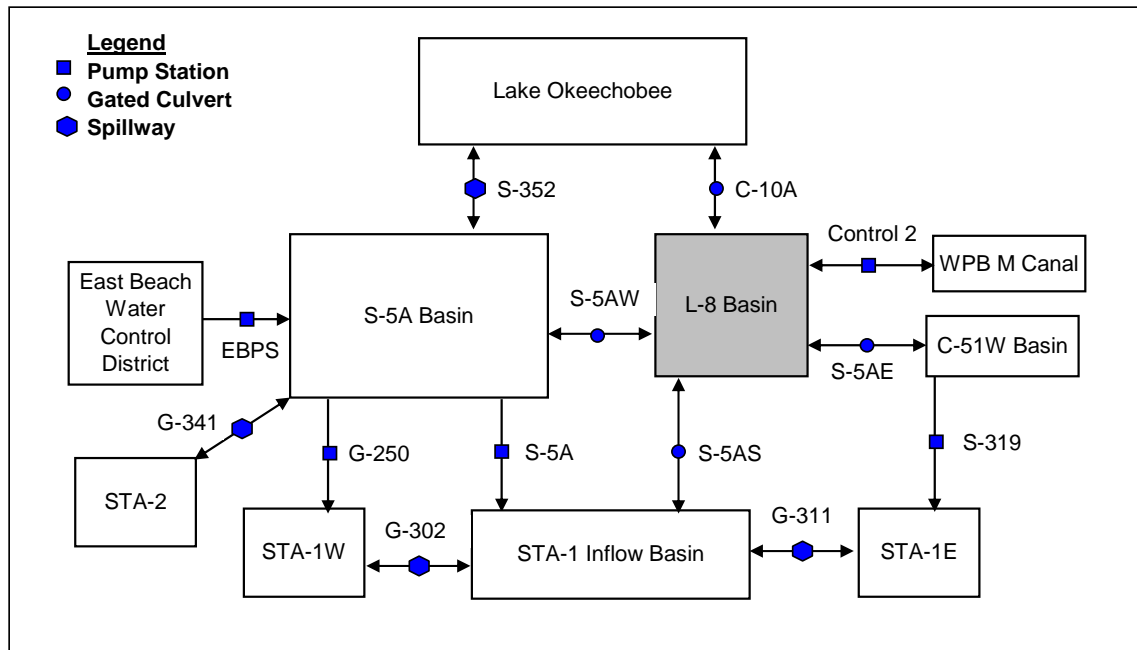 Legend
Pump Station
Gated Culvert
Spillway
Lake Okeechobee
S-352
C-10A
Control 2
East Beach
Water
Control
District
EBPS
S-5A Basin
S-5AW
L-8 Basin
WPB M Canal
S-5AE
C-51W Basin
G-341
G-250
S-5A
S-5AS
S-319
STA-2
STA-1W
G-302
STA-1 Inflow Basin
G-311
STA-1E